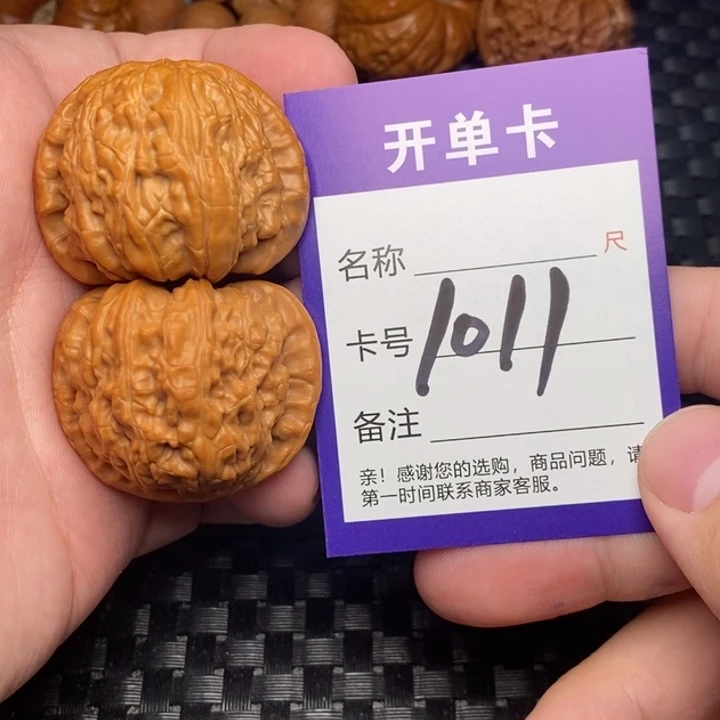 开单卡
名称 尺
卡号 1011
备注
亲！感谢您的选购，商品问题，请
第一时间联系商家客服。